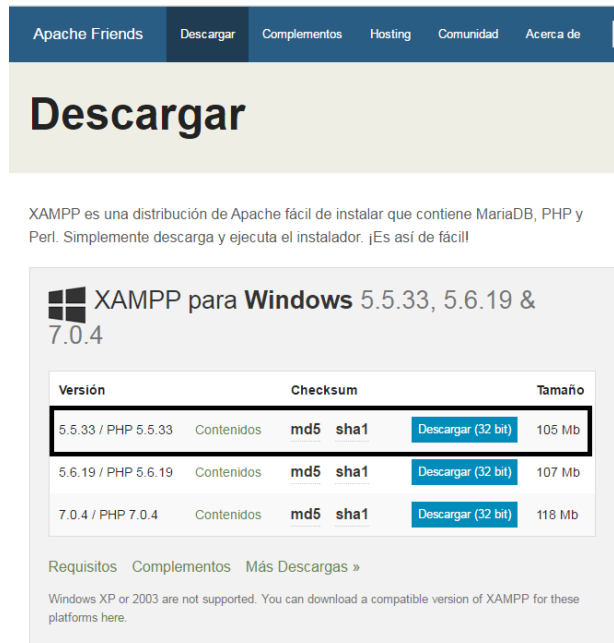 Apache Friends Descargar Complementos Hosting Comunidad Acerca de
Descargar
XAMPP es una distribución de Apache fácil de instalar que contiene MariaDB, PHP y
Perl. Simplemente descarga y ejecuta el instalador. ¡Es así de fácil!
XAMPP para Windows 5.5.33, 5.6.19 &
7.0.4
Versión Checksum Tamaño
5.5.33 / PHP 5.5.33 Contenidos md5 sha1 Descargar (32 bit) 105 Mb
5.6.19 / PHP 5.6.19 Contenidos md5 sha1 Descargar (32 bit) 107 Mb
7.0.4 / PHP 7.0.4 Contenidos md5 sha1 Descargar (32 bit) 118 Mb
Requisitos Complementos Más Descargas »
Windows XP or 2003 are not supported. You can download a compatible version of XAMPP for these
platforms here.